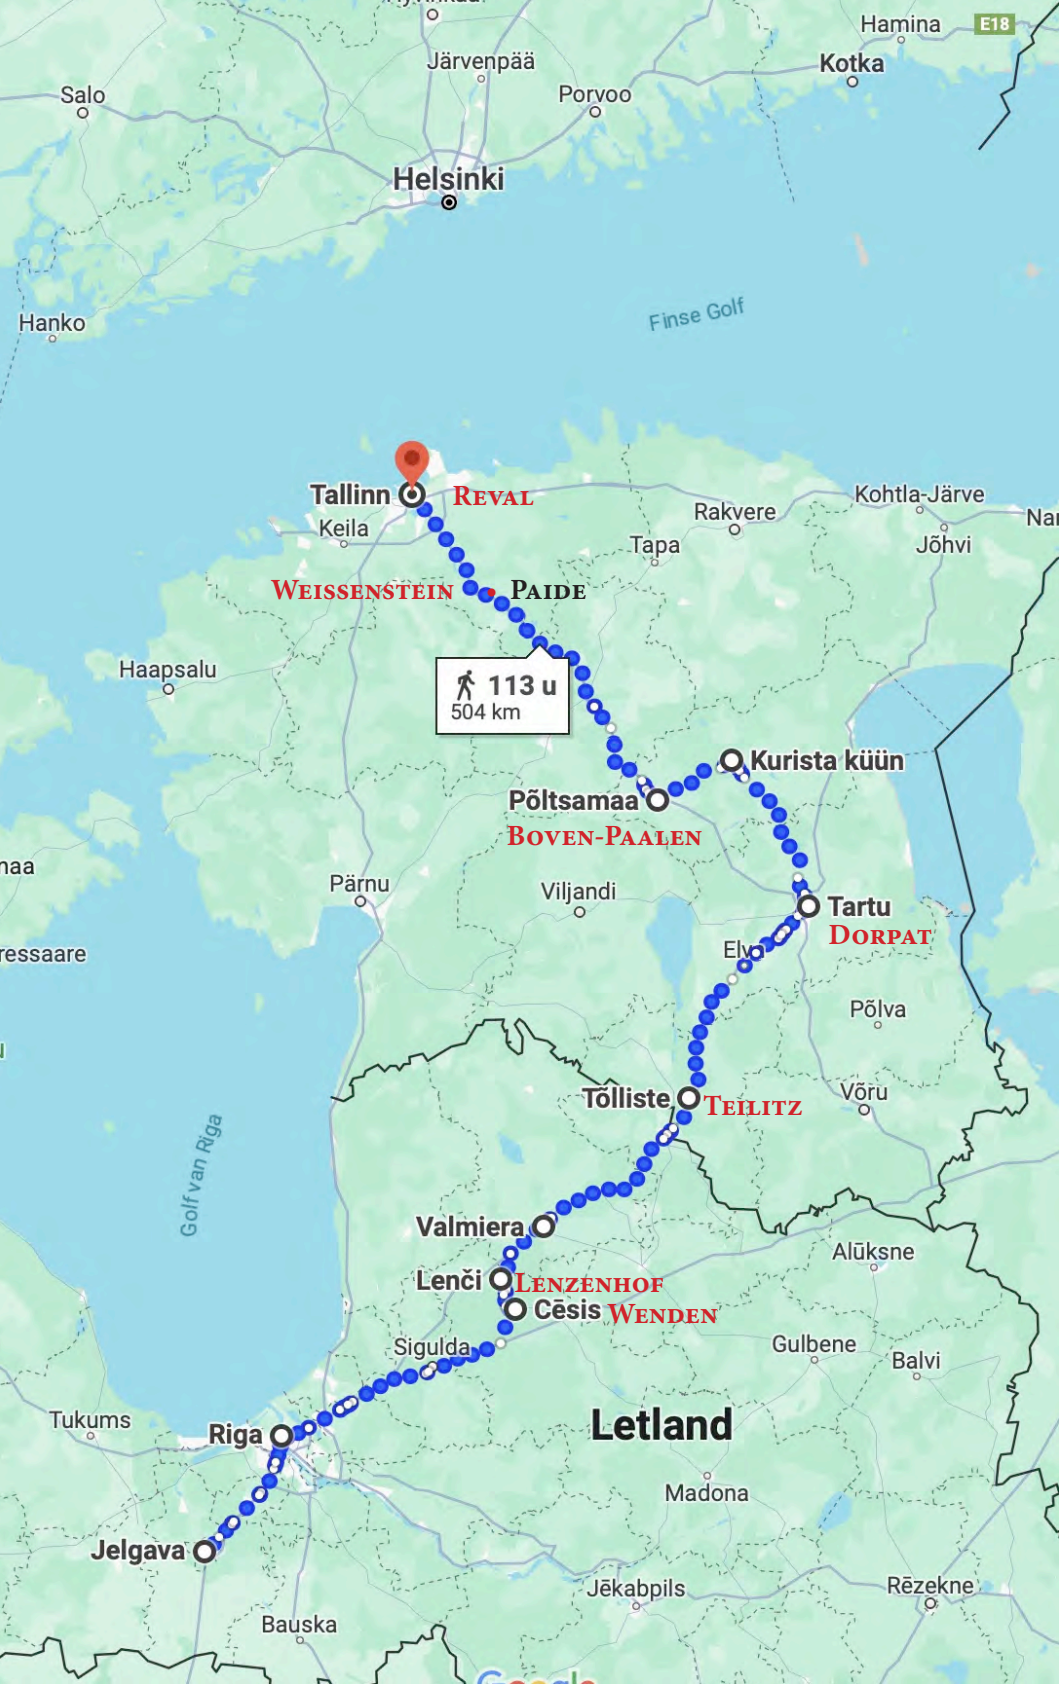 Hamina
E18
Järvenpää
Kotka
Salo
Porvoo
Helsinki
Hanko
Finse Golf
Tallinn
REVAL
Kohtla-Järve
Rakvere
Keila
Tapa
Jõhvi
WEISSENSTEIN
PAIDE
Haapsalu
113 u
504 km
Kurista küün
Põltsamaa
BOVEN-PAALEN
Pärnu
Viljandi
Tartu
DORPAT
Elva
Põlva
Tõlliste
TEILITZ
Võru
Golf van Riga
Valmiera
Alūksne
Lenči
LENZENHOF
Cēsis
WENDEN
Sigulda
Gulbene
Balvi
Tukums
Riga
Letland
Madona
Jelgava
Jēkabpils
Rēzekne
Bauska